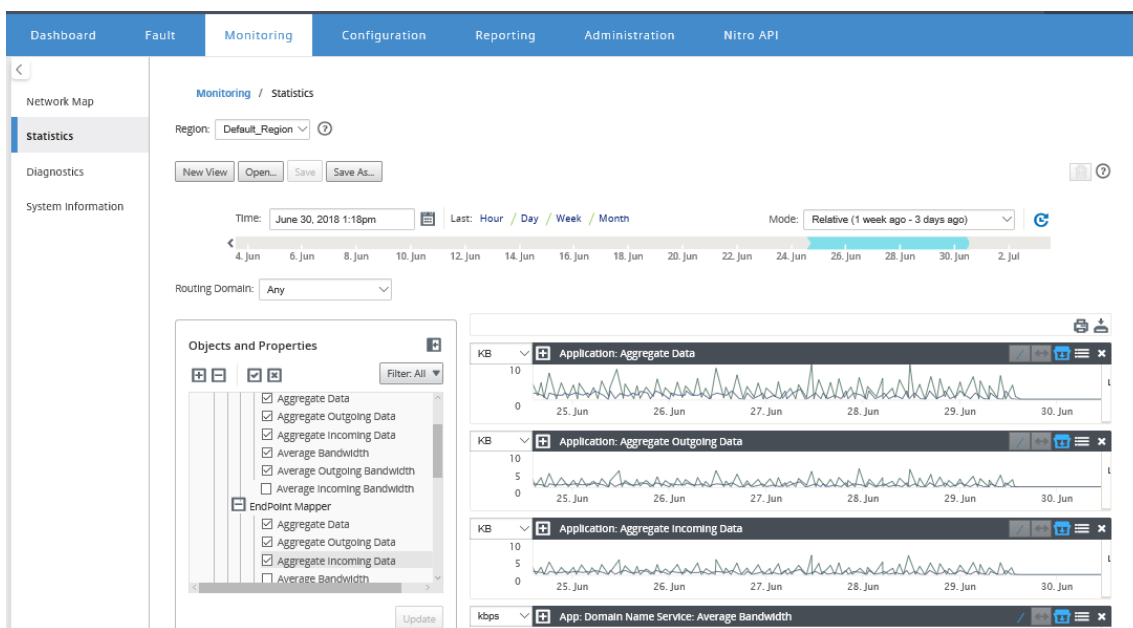 Dashboard Fault Monitoring Configuration Reporting Administration Nitro API
Network Map
Statistics
Diagnostics
System Information
Monitoring / Statistics
Region: Default_Region ?
New View Open... Save Save As... ?
Time: June 30, 2018 1:18pm Last: Hour / Day / Week / Month Mode: Relative (1 week ago - 3 days ago)
4. Jun 6. Jun 8. Jun 10. Jun 12. Jun 14. Jun 16. Jun 18. Jun 20. Jun 22. Jun 24. Jun 26. Jun 28. Jun 30. Jun 2. Jul
Routing Domain: Any
Objects and Properties
Filter: All
Aggregate Data
Aggregate Outgoing Data
Aggregate Incoming Data
Average Bandwidth
Average Outgoing Bandwidth
Average Incoming Bandwidth
EndPoint Mapper
Aggregate Data
Aggregate Outgoing Data
Aggregate Incoming Data
Average Bandwidth
Update
KB Application: Aggregate Data
10
0
25. Jun 26. Jun 27. Jun 28. Jun 29. Jun 30. Jun
KB Application: Aggregate Outgoing Data
10
5
0
25. Jun 26. Jun 27. Jun 28. Jun 29. Jun 30. Jun
KB Application: Aggregate Incoming Data
10
5
0
25. Jun 26. Jun 27. Jun 28. Jun 29. Jun 30. Jun
kbps App: Domain Name Service: Average Bandwidth